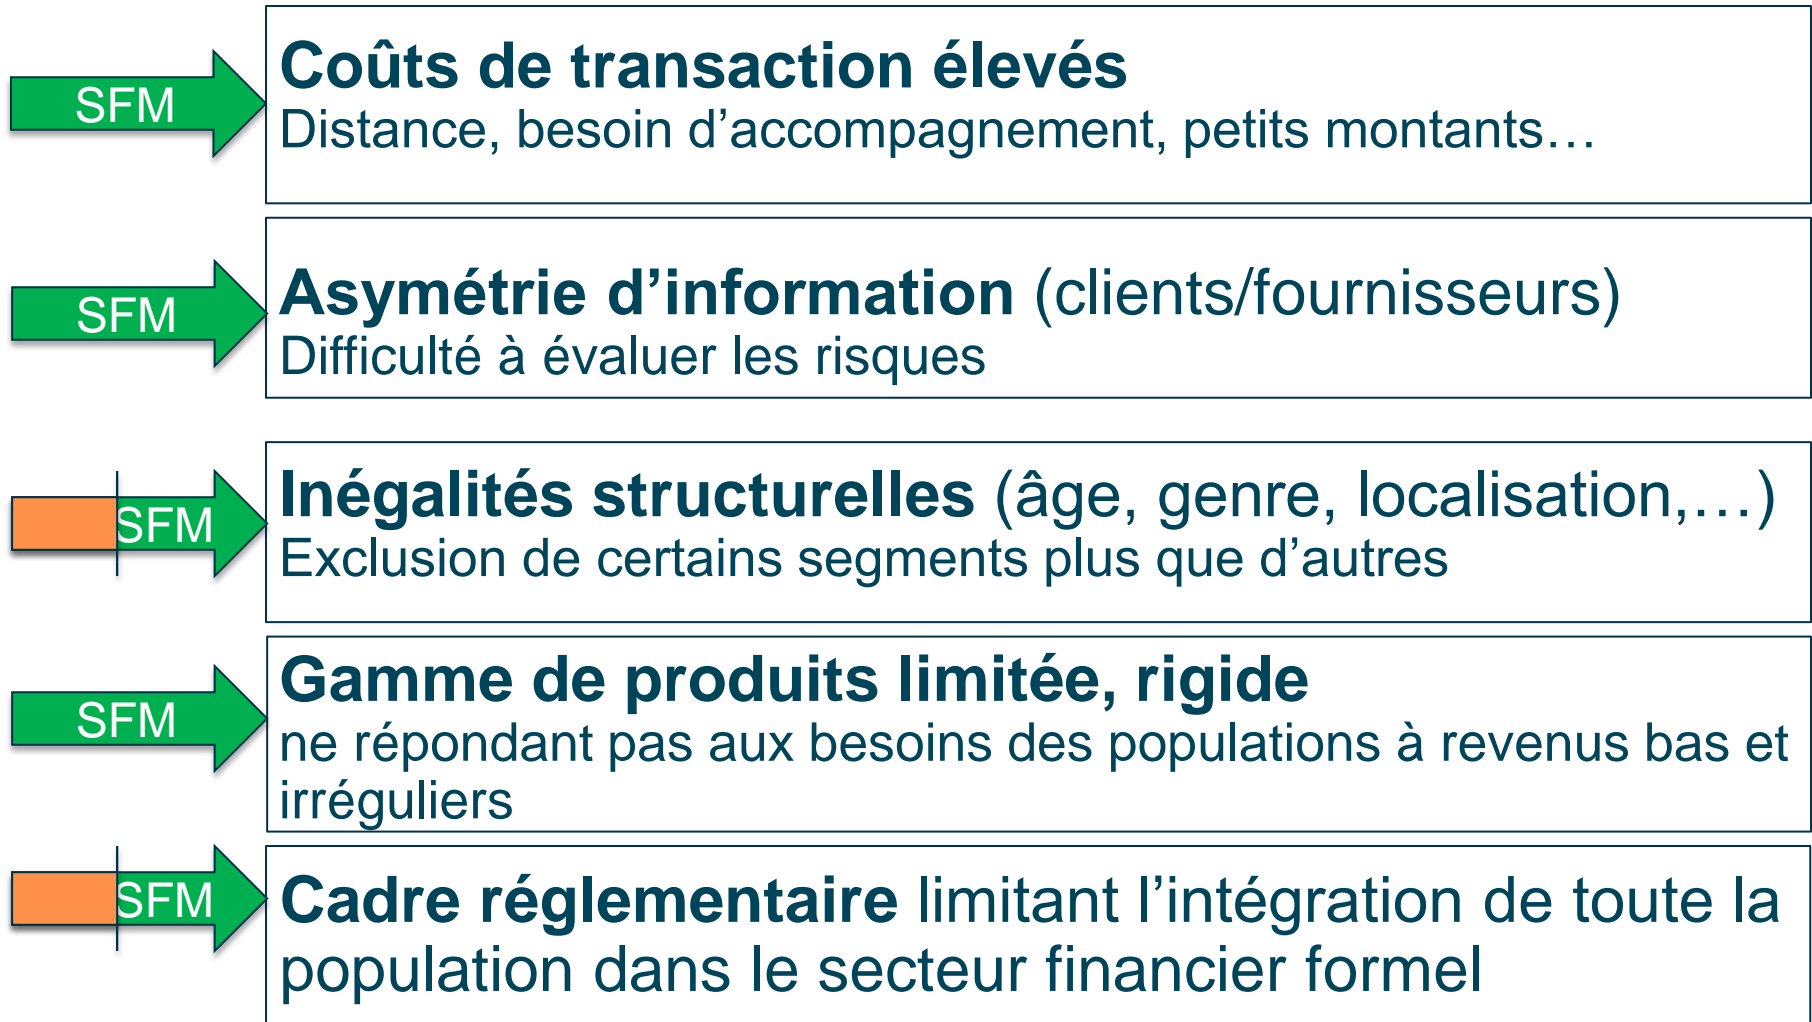 SFM
Coûts de transaction élevés
Distance, besoin d’accompagnement, petits montants…
SFM
Asymétrie d’information (clients/fournisseurs)
Difficulté à évaluer les risques
SFM
Inégalités structurelles (âge, genre, localisation,…)
Exclusion de certains segments plus que d’autres
SFM
Gamme de produits limitée, rigide
ne répondant pas aux besoins des populations à revenus bas et
irréguliers
SFM
Cadre réglementaire limitant l’intégration de toute la
population dans le secteur financier formel